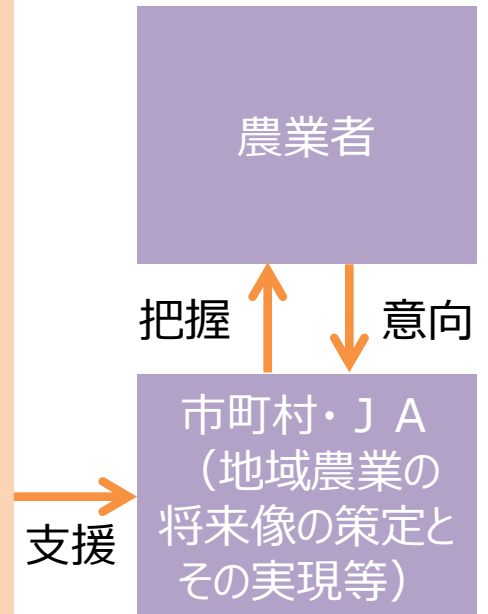 農業者
把握
意向
市町村・ＪＡ
（地域農業の
将来像の策定と
その実現等）
支援